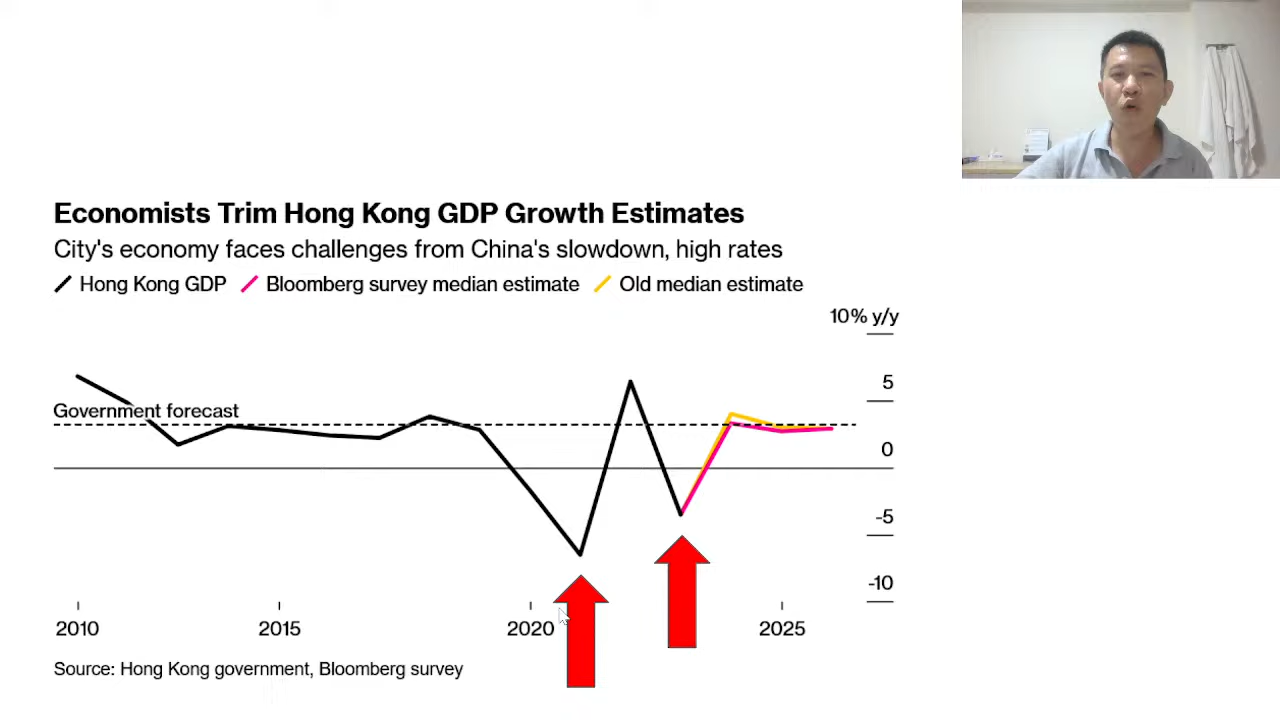 Economists Trim Hong Kong GDP Growth Estimates
City's economy faces challenges from China's slowdown, high rates
Hong Kong GDP Bloomberg survey median estimate Old median estimate
10% y/y
5
Government forecast
0
-5
-10
2010 2015 2020 2025
Source: Hong Kong government, Bloomberg survey